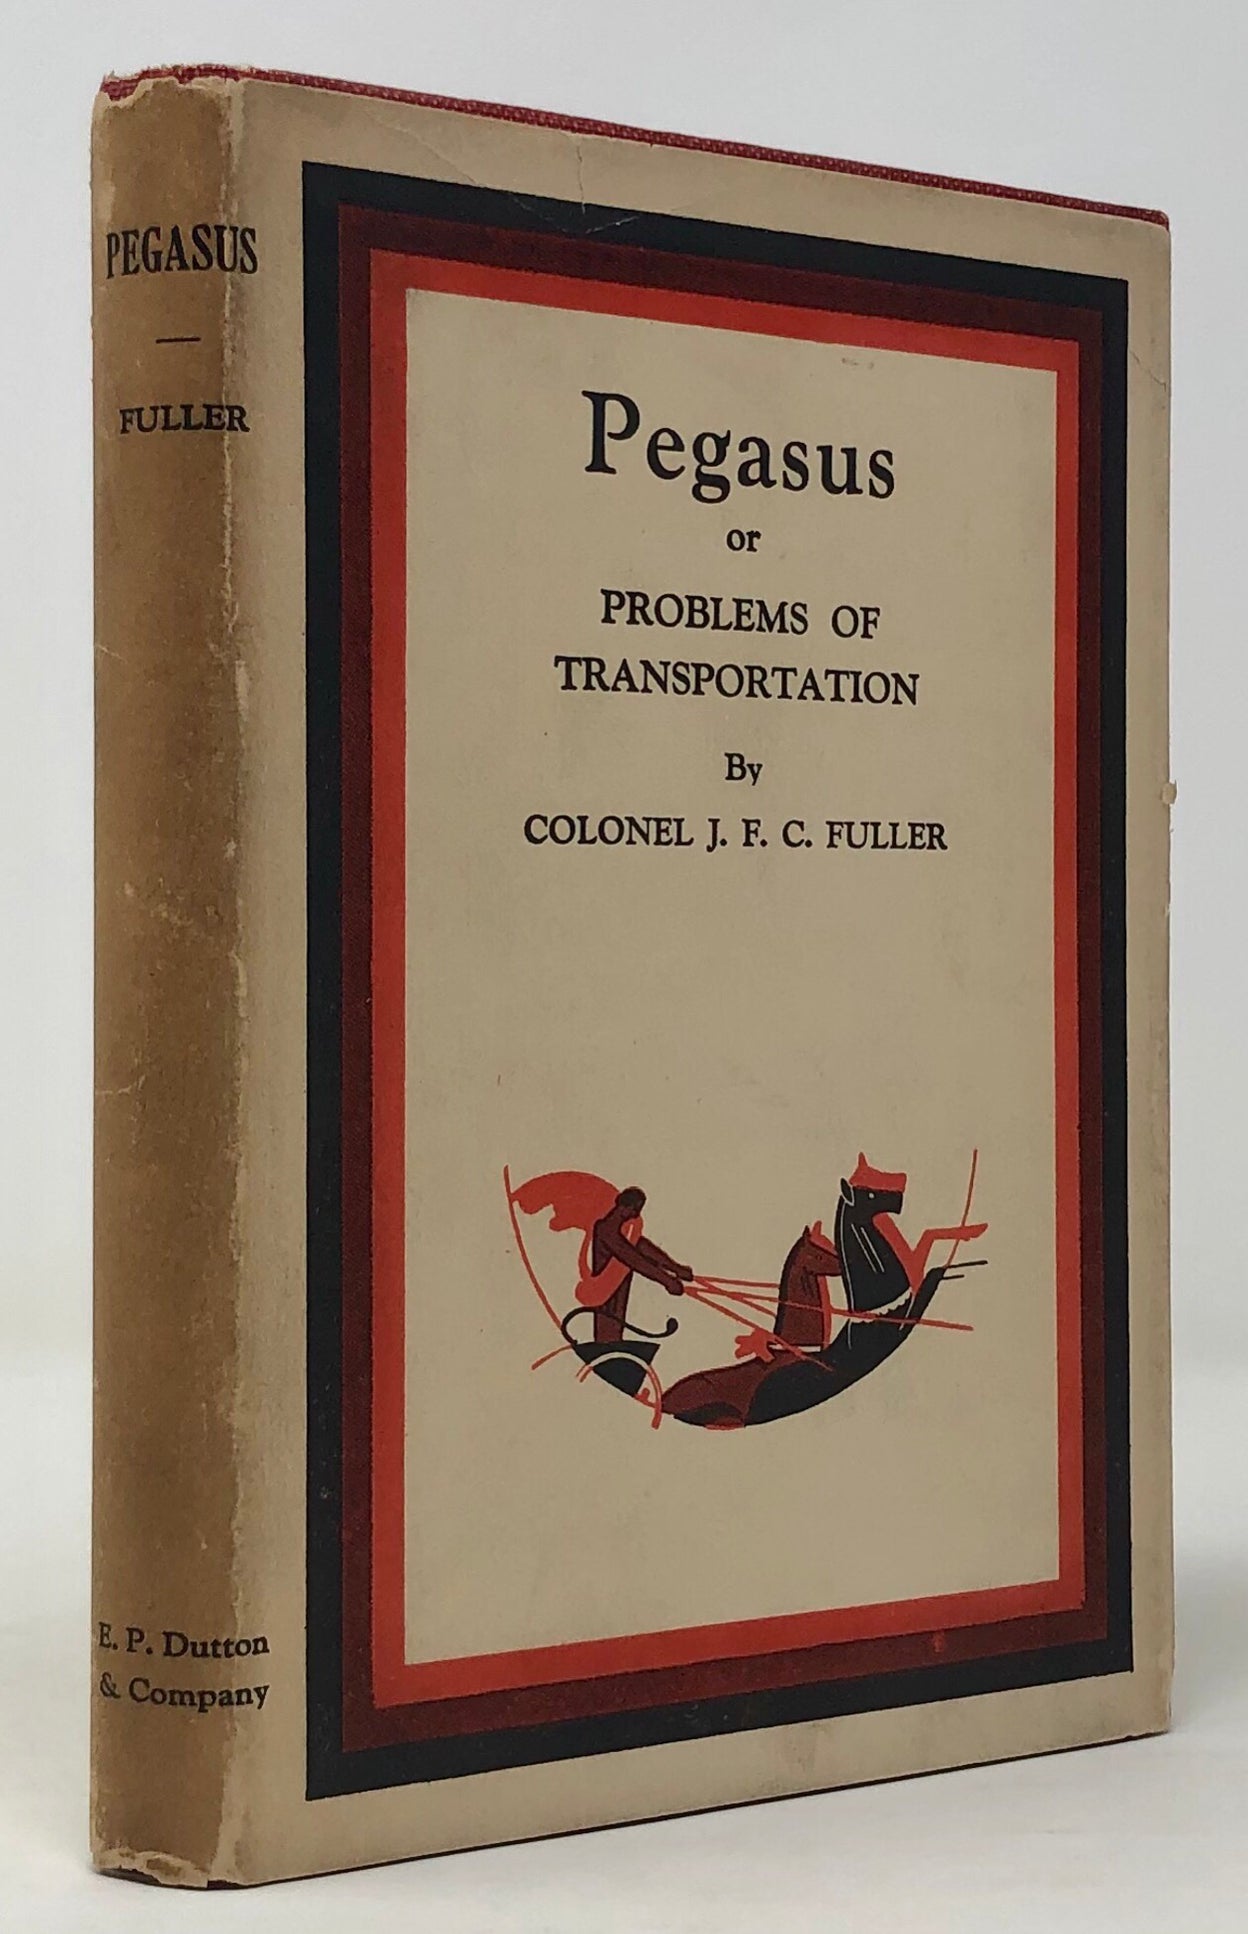 PEGASUS
FULLER
E. P. Dutton
& Company
Pegasus
or
PROBLEMS OF
TRANSPORTATION
By
COLONEL J. F. C. FULLER